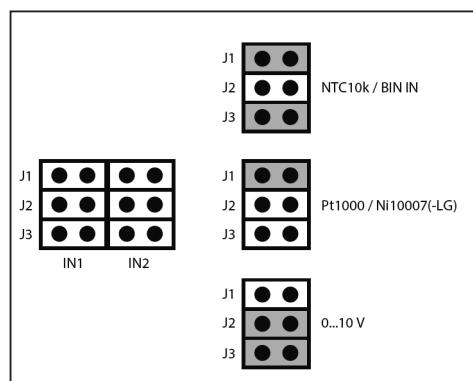 J1
J2 NTC10k / BIN IN
J3
J1
J2
J3
IN1 IN2
J1
J2 Pt1000 / Ni10007(-LG)
J3
J1
J2 0...10 V
J3